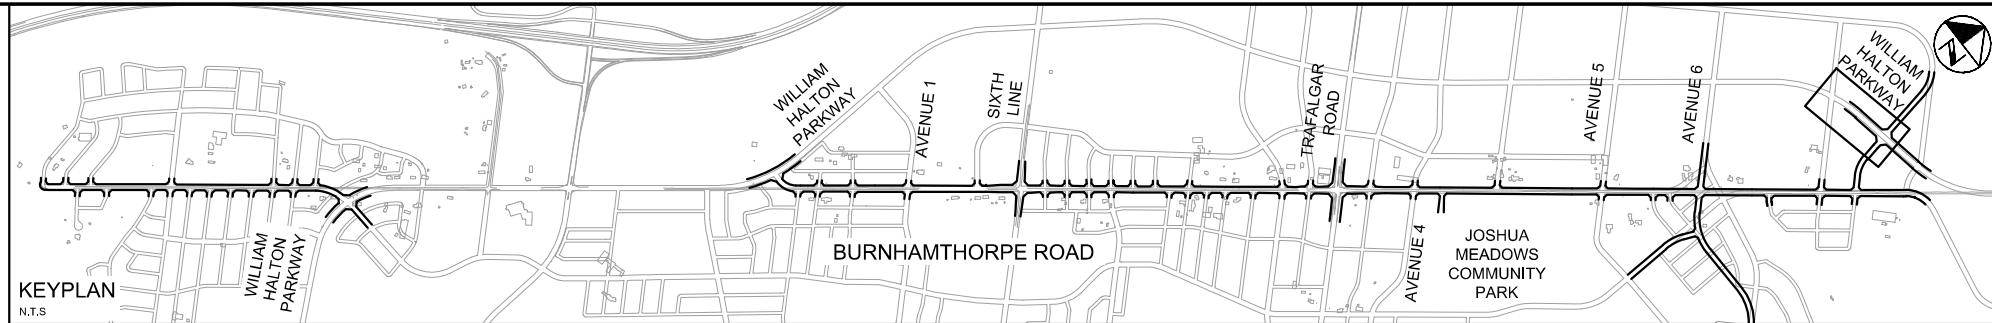 WILLIAM
HALTON
PARKWAY
AVENUE 1
SIXTH
LINE
TRAFALGAR
ROAD
AVENUE 5
AVENUE 6
WILLIAM
HALTON
PARKWAY
N
WILLIAM
HALTON
PARKWAY
BURNHAMTHORPE ROAD
AVENUE 4
JOSHUA
MEADOWS
COMMUNITY
PARK
KEYPLAN
N.T.S